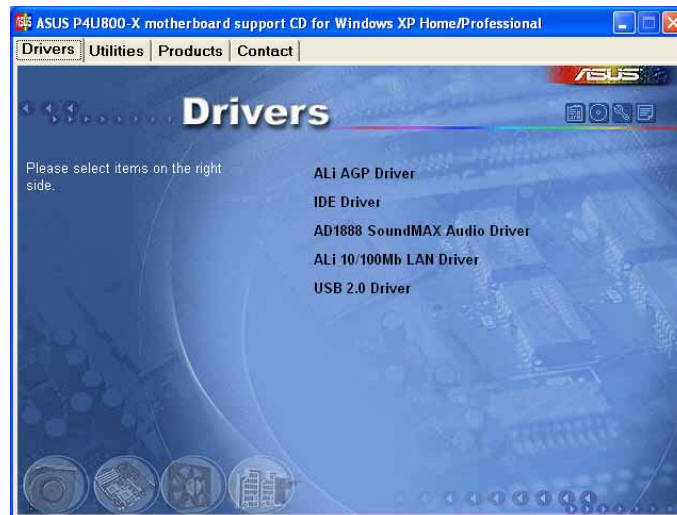 ASUS P4U800-X motherboard support CD for Windows XP Home/Professional
Drivers Utilities Products Contact
ASUS
Drivers
Please select items on the right
side.
ALi AGP Driver
IDE Driver
AD1888 SoundMAX Audio Driver
ALi 10/100Mb LAN Driver
USB 2.0 Driver